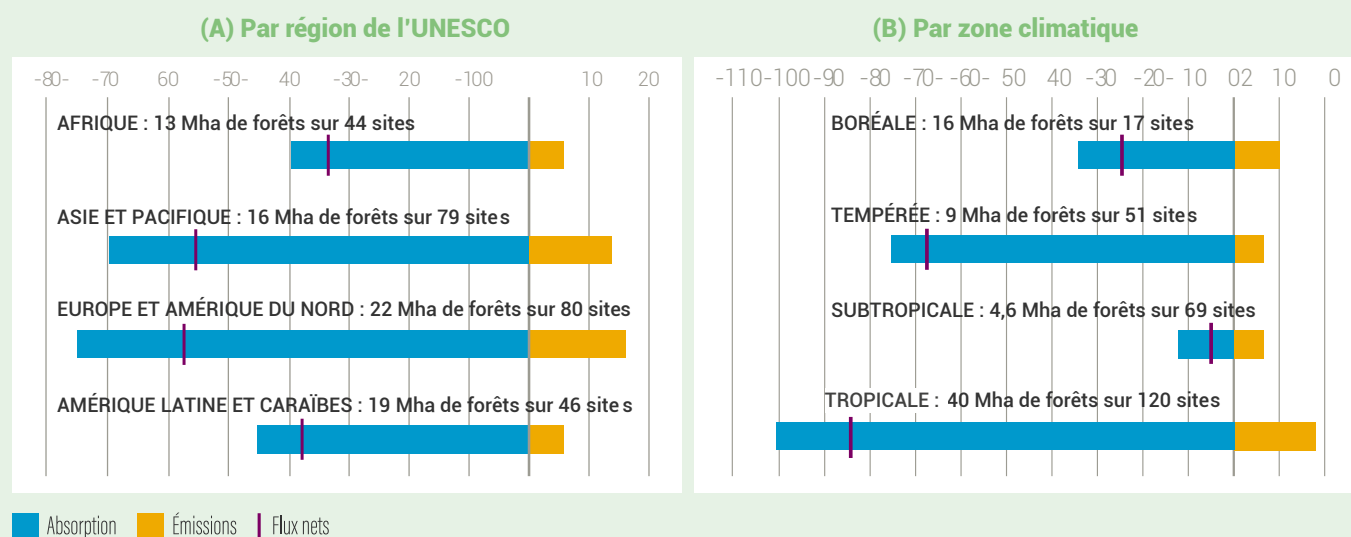 (A) Par région de l'UNESCO
-80- -70 60 -50- 40 -30- 20 -100 10 20
AFRIQUE : 13 Mha de forêts sur 44 sites
ASIE ET PACIFIQUE : 16 Mha de forêts sur 79 sites
EUROPE ET AMÉRIQUE DU NORD : 22 Mha de forêts sur 80 sites
AMÉRIQUE LATINE ET CARAÏBES : 19 Mha de forêts sur 46 sites
(B) Par zone climatique
-110 -100 -90 -80 -70 -60- 50 40 -30 -20- 10 02 10 0
BORÉALE : 16 Mha de forêts sur 17 sites
TEMPÉRÉE : 9 Mha de forêts sur 51 sites
SUBTROPICALE : 4,6 Mha de forêts sur 69 sites
TROPICALE : 40 Mha de forêts sur 120 sites
Absorption Émissions Flux nets